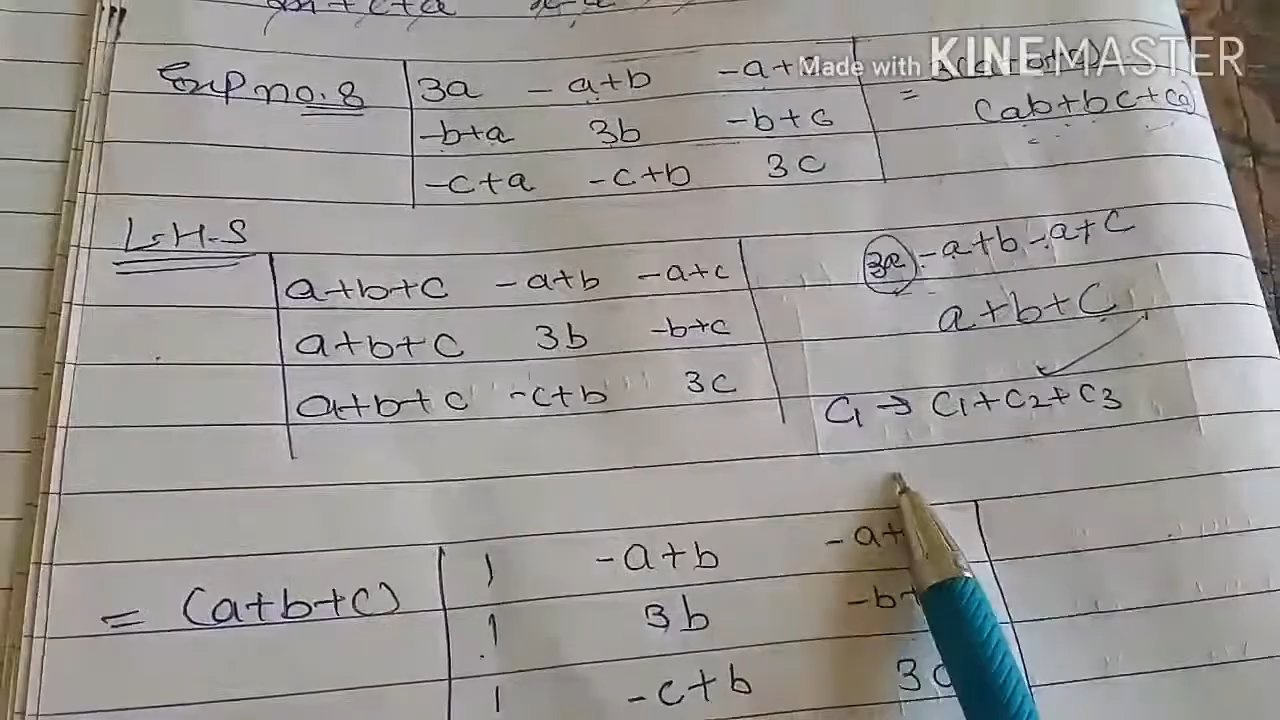 Exp no. 8 | 3a -a+b -a+ | =
-b+a 3b -b+c (ab+bc+ca)
-c+a -c+b 3c
Made with KINEMASTER
L.H.S
a+b+c -a+b -a+c 3a -a+b -a+c
a+b+c 3b -b+c a+b+c
a+b+c -c+b 3c C₁ → C₁+C₂+C₃
1 -a+b -a+
= (a+b+c) 1 3b -b+
1 -c+b 3c